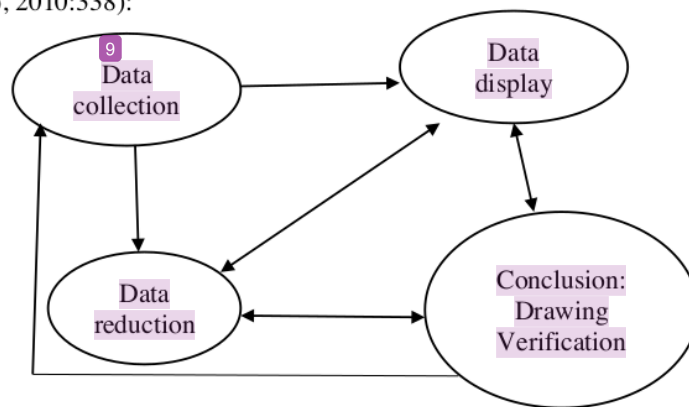 , 2010:338):
9
Data
collection
Data
display
Data
reduction
Conclusion:
Drawing
Verification